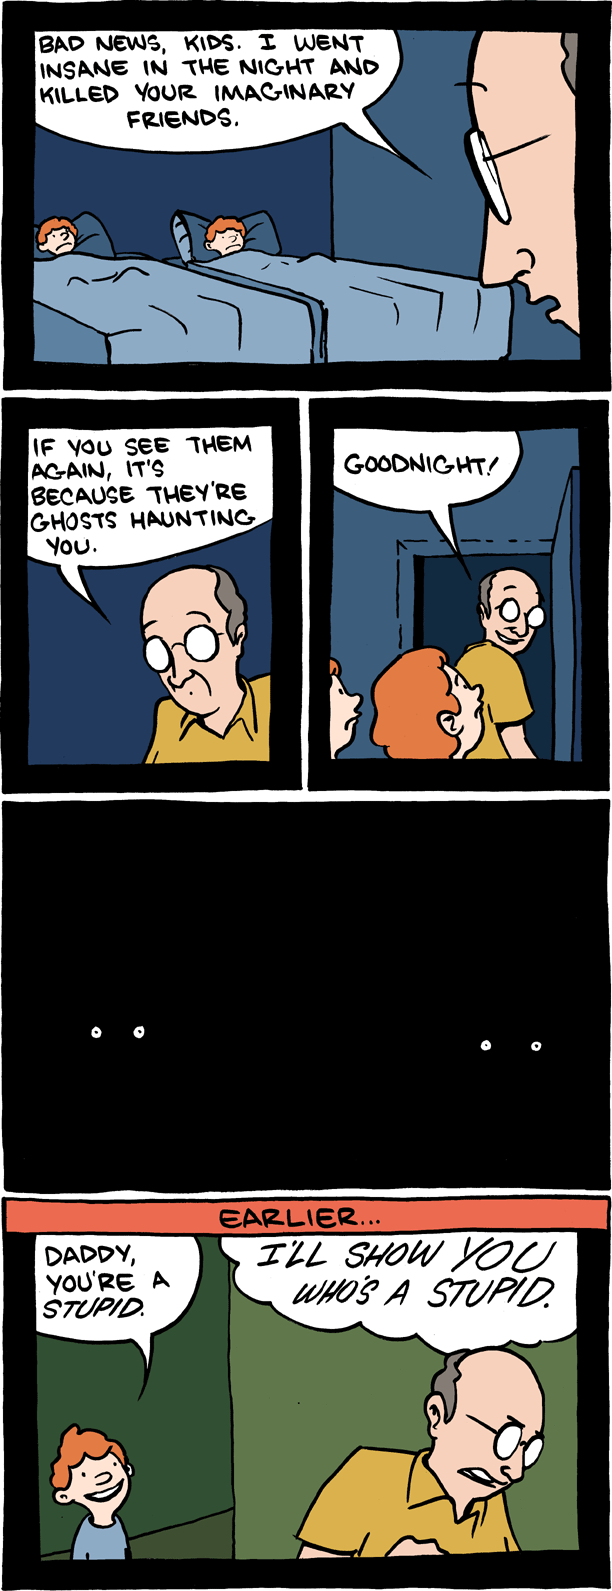 BAD NEWS, KIDS. I WENT
INSANE IN THE NIGHT AND
KILLED YOUR IMAGINARY
FRIENDS.
IF YOU SEE THEM
AGAIN, IT'S
BECAUSE THEY'RE
GHOSTS HAUNTING
YOU.
GOODNIGHT!
EARLIER...
DADDY,
YOU'RE A
STUPID.
I'LL SHOW YOU
WHO'S A STUPID.